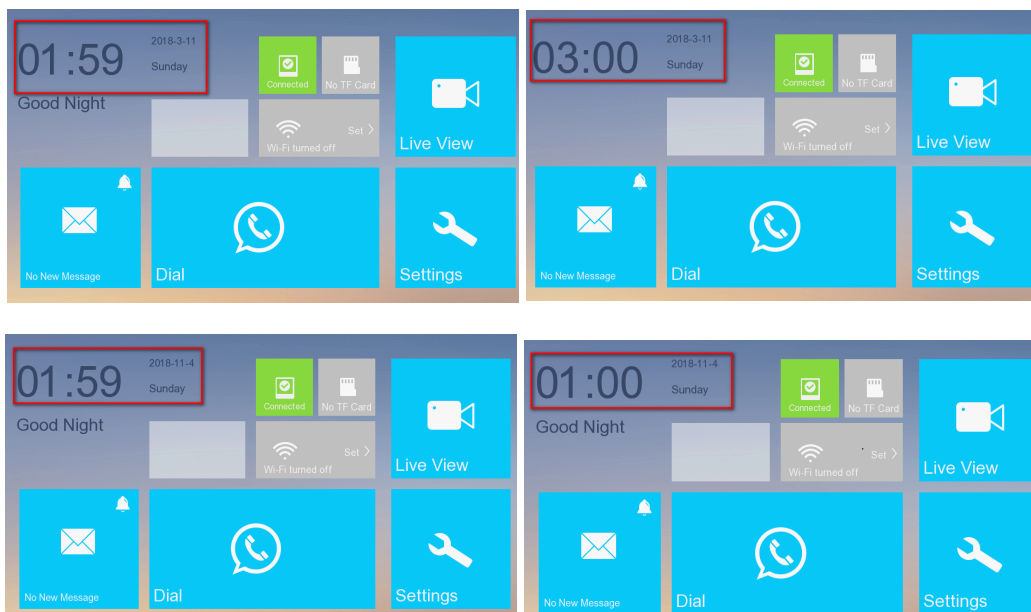 2018-3-11
01:59
Sunday
Good Night
Connected
No TF Card
Set
Wi-Fi turned off
Live View
No New Message
Dial
Settings
2018-3-11
03:00
Sunday
Connected
No TF Card
Set
Wi-Fi turned off
Live View
No New Message
Dial
Settings
2018-11-4
01:59
Sunday
Good Night
Connected
No TF Card
Set
Wi-Fi turned off
Live View
No New Message
Dial
Settings
2018-11-4
01:00
Sunday
Good Night
Connected
No TF Card
Set
Wi-Fi turned off
Live View
No New Message
Dial
Settings